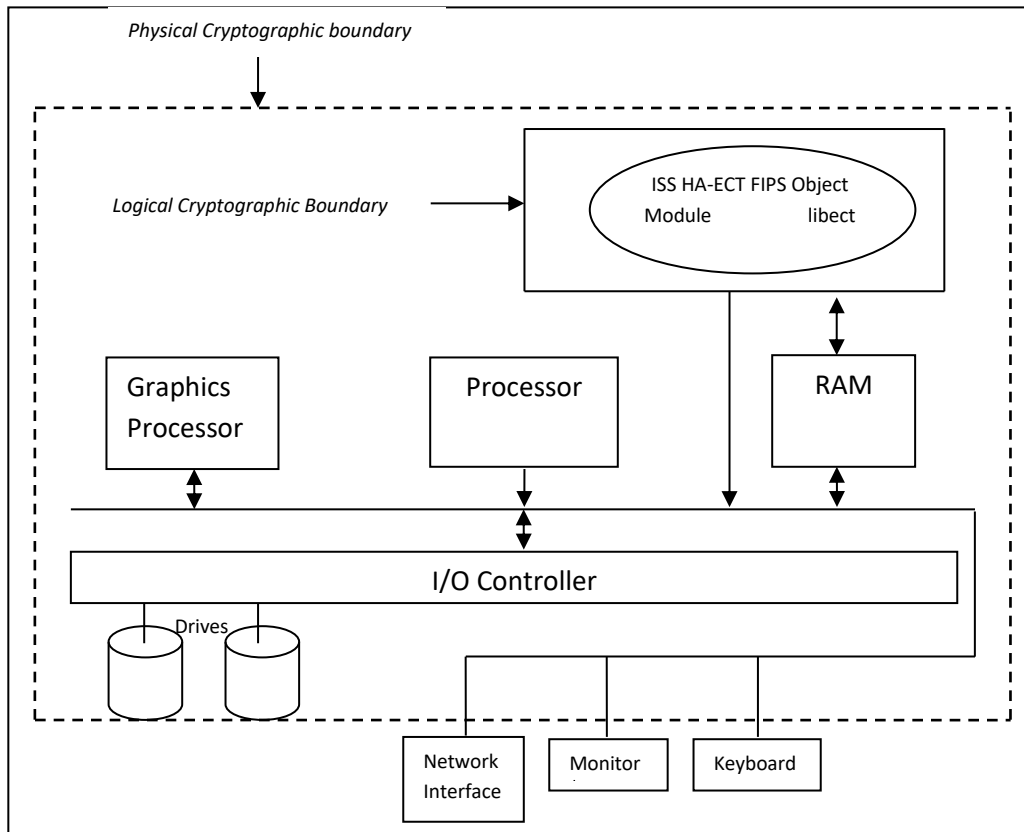 Physical Cryptographic boundary
ISS HA-ECT FIPS Object
Module libect
Logical Cryptographic Boundary
Graphics
Processor
Processor
RAM
I/O Controller
Drives
Network
Interface
Monitor
Keyboard